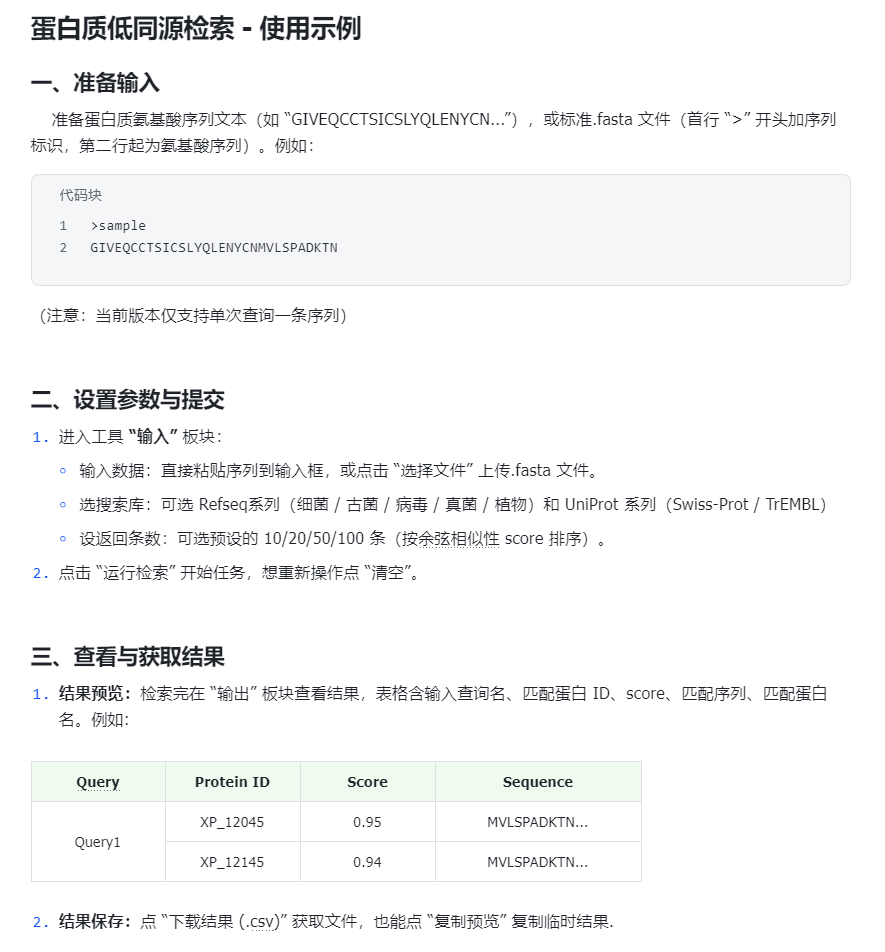 蛋白质低同源检索 - 使用示例
一、准备输入
准备蛋白质氨基酸序列文本（如 “GIVEQCCTSICSLYQLENYCN...”），或标准.fasta 文件（首行 “>” 开头加序列
标识，第二行起为氨基酸序列）。例如：
代码块
1 >sample
2 GIVEQCCTSICSLYQLENYCNMVLSPADKTN
（注意：当前版本仅支持单次查询一条序列）
二、设置参数与提交
1. 进入工具 “输入” 板块：
◦ 输入数据：直接粘贴序列到输入框，或点击 “选择文件” 上传.fasta 文件。
◦ 选搜索库：可选 Refseq系列（细菌 / 古菌 / 病毒 / 真菌 / 植物）和 UniProt 系列（Swiss-Prot / TrEMBL）
◦ 设返回条数：可选预设的 10/20/50/100 条（按余弦相似性 score 排序）。
2. 点击 “运行检索” 开始任务，想重新操作点 “清空”。
三、查看与获取结果
1. 结果预览：检索完在 “输出” 板块查看结果，表格含输入查询名、匹配蛋白 ID、score、匹配序列、匹配蛋白
名。例如：
Query Protein ID Score Sequence
Query1
XP_12045 0.95 MVLSPADKTN...
XP_12145 0.94 MVLSPADKTN...
2. 结果保存：点 “下载结果 (.csv)” 获取文件，也能点 “复制预览” 复制临时结果.